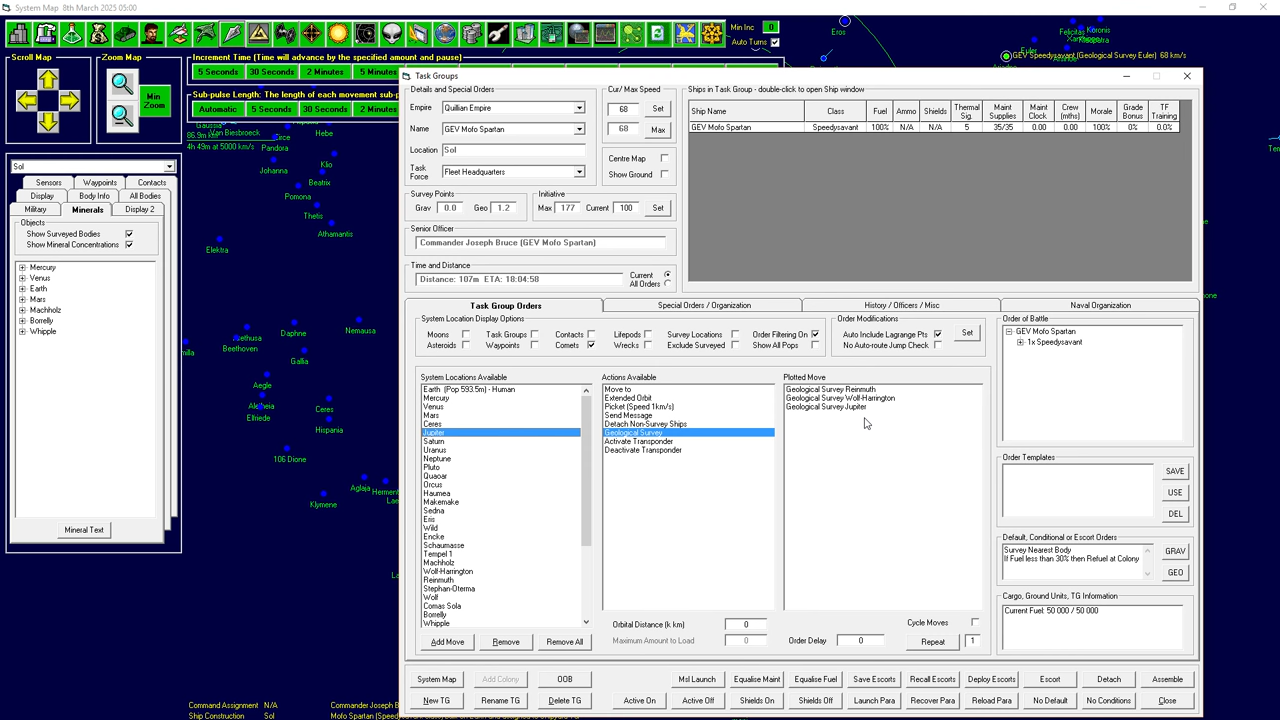 System Map  8th March 2025 05:00
Min Inc 0
Auto Turns
Scroll Map
Zoom Map
Min
Zoom
Increment Time (Time will advance by the specified amount and pause)
5 Seconds 30 Seconds 2 Minutes 5 Minutes
Sub-pulse Length: The length of each movement sub-p
Automatic 5 Seconds 30 Seconds 2 Minutes
86.9m
4h 49m at 5000 km/s
Van Biesbroeck
Circe
Hebe
Pandora
Johanna
Klio
Beatrix
Pomona
Thetis
Athamantis
Elektra
Eros
Felicitas
Koronis
Euler
GEV Speedysavant (Geological Survey Euler) 68 km/s
Daphne
Nemausa
Beethoven
Gallia
Aegle
Elfriede
Ceres
Hispania
106 Dione
Aglaja
Klymene
Sol
Sensors Waypoints Contacts
Display Body Info All Bodies
Military Minerals Display 2
Objects
Show Surveyed Bodies
Show Mineral Concentrations
Mercury
Venus
Earth
Mars
Machholz
Borrelly
Whipple
Mineral Text
Command Assignment N/A
Ship Construction Sol
Task Groups
Details and Special Orders
Empire Quillian Empire
Name GEV Mofo Spartan
Location Sol
Task
Force Fleet Headquarters
Cur/ Max Speed
68 Set
68 Max
Centre Map
Show Ground
Survey Points
Grav 0.0 Geo 1.2
Initiative
Max 177 Current 100 Set
Senior Officer
Commander Joseph Bruce (GEV Mofo Spartan)
Time and Distance
Distance: 107m ETA: 18:04:58
Current
All Orders
Ships in Task Group - double-click to open Ship window
Ship Name Class Fuel Ammo Shields Thermal Sig. Maint Supplies Maint Clock Crew (mths) Morale Grade Bonus TF Training
GEV Mofo Spartan Speedysavant 100% N/A N/A 5 35/35 0.00 0.00 100% 0% 0.0%
Task Group Orders Special Orders / Organization History / Officers / Misc Naval Organization
System Location Display Options
Moons Task Groups Contacts Lifepods Survey Locations Order Filtering On
Asteroids Waypoints Comets Wrecks Exclude Surveyed Show All Pops
Order Modifications
Auto Include Lagrange Pts
No Auto-route Jump Check
Set
System Locations Available
Earth (Pop 593.5m) - Human
Mercury
Venus
Mars
Ceres
Jupiter
Saturn
Uranus
Neptune
Pluto
Quaoar
Orcus
Haumea
Makemake
Sedna
Eris
Wild
Encke
Schaumasse
Tempel 1
Machholz
Wolf-Harrington
Reinmuth
Stephan-Oterma
Wolf
Comas Sola
Borrelly
Whipple
Actions Available
Move to
Extended Orbit
Picket (Speed 1km/s)
Send Message
Detach Non-Survey Ships
Geological Survey
Activate Transponder
Deactivate Transponder
Plotted Move
Geological Survey Reinmuth
Geological Survey Wolf-Harrington
Geological Survey Jupiter
Add Move Remove Remove All
Orbital Distance (k km) 0
Maximum Amount to Load 0
Order Delay 0
Cycle Moves
Repeat 1
Order of Battle
GEV Mofo Spartan
1x Speedysavant
Order Templates
SAVE
USE
DEL
Default, Conditional or Escort Orders
Survey Nearest Body
If Fuel less than 30% then Refuel at Colony
GRAV
GEO
Cargo, Ground Units, TG Information
Current Fuel: 50 000 / 50 000
System Map Add Colony OOB Msl Launch Equalise Maint Equalise Fuel Save Escorts Recall Escorts Deploy Escorts Escort Detach Assemble
New TG Rename TG Delete TG Active On Active Off Shields On Shields Off Launch Para Recover Para Reload Para No Default No Conditions Close